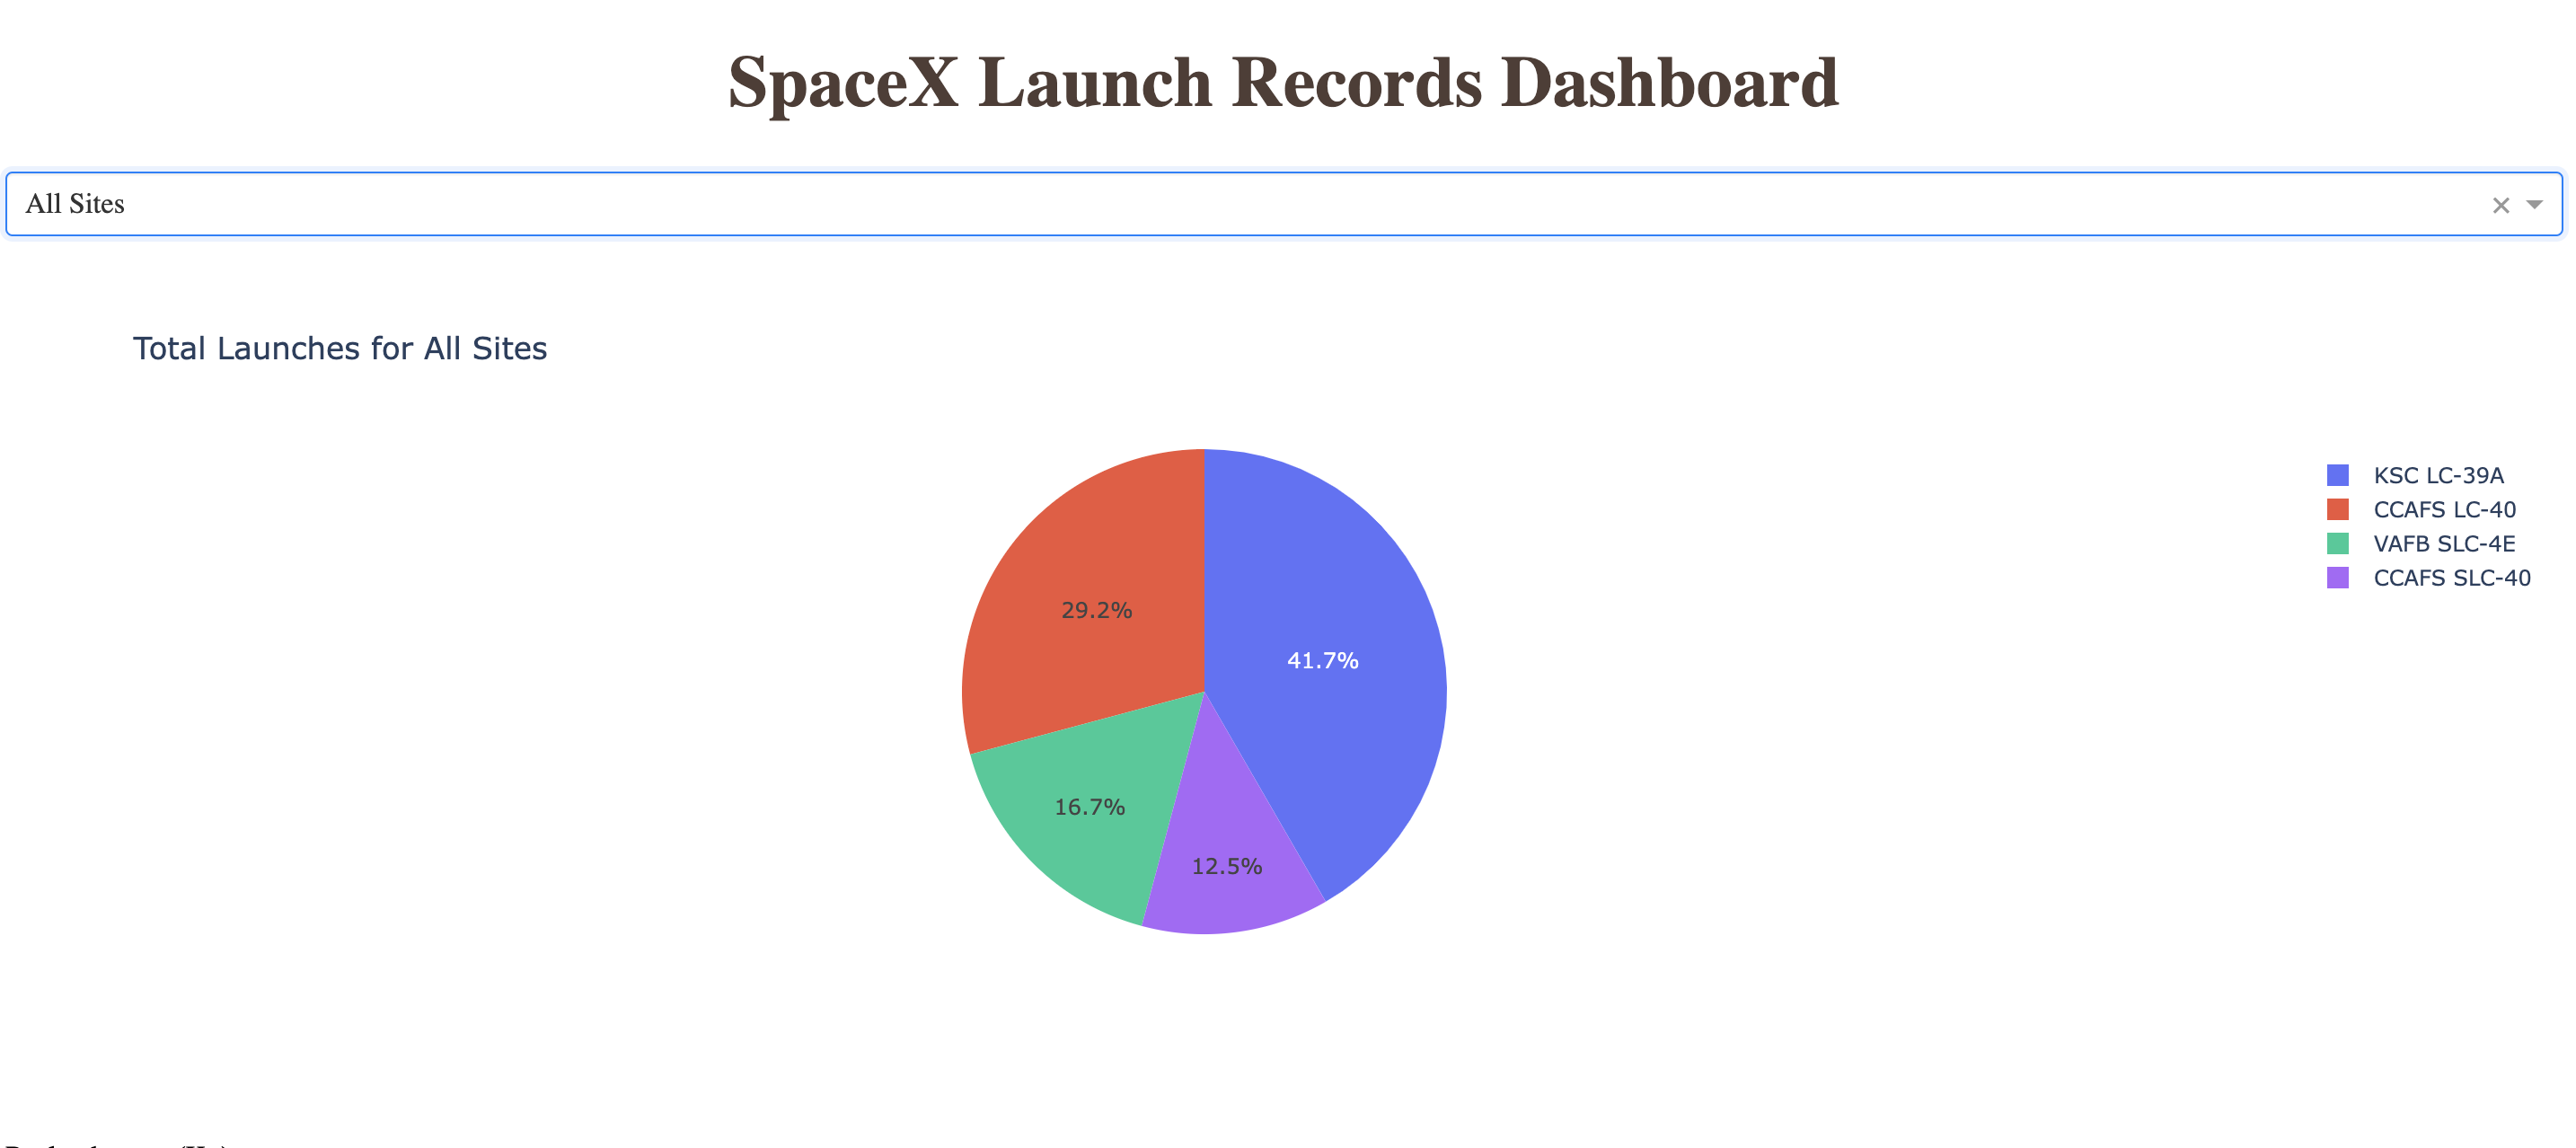 SpaceX Launch Records Dashboard
All Sites
Total Launches for All Sites
KSC LC-39A
CCAFS LC-40
VAFB SLC-4E
CCAFS SLC-40
29.2%
41.7%
16.7%
12.5%